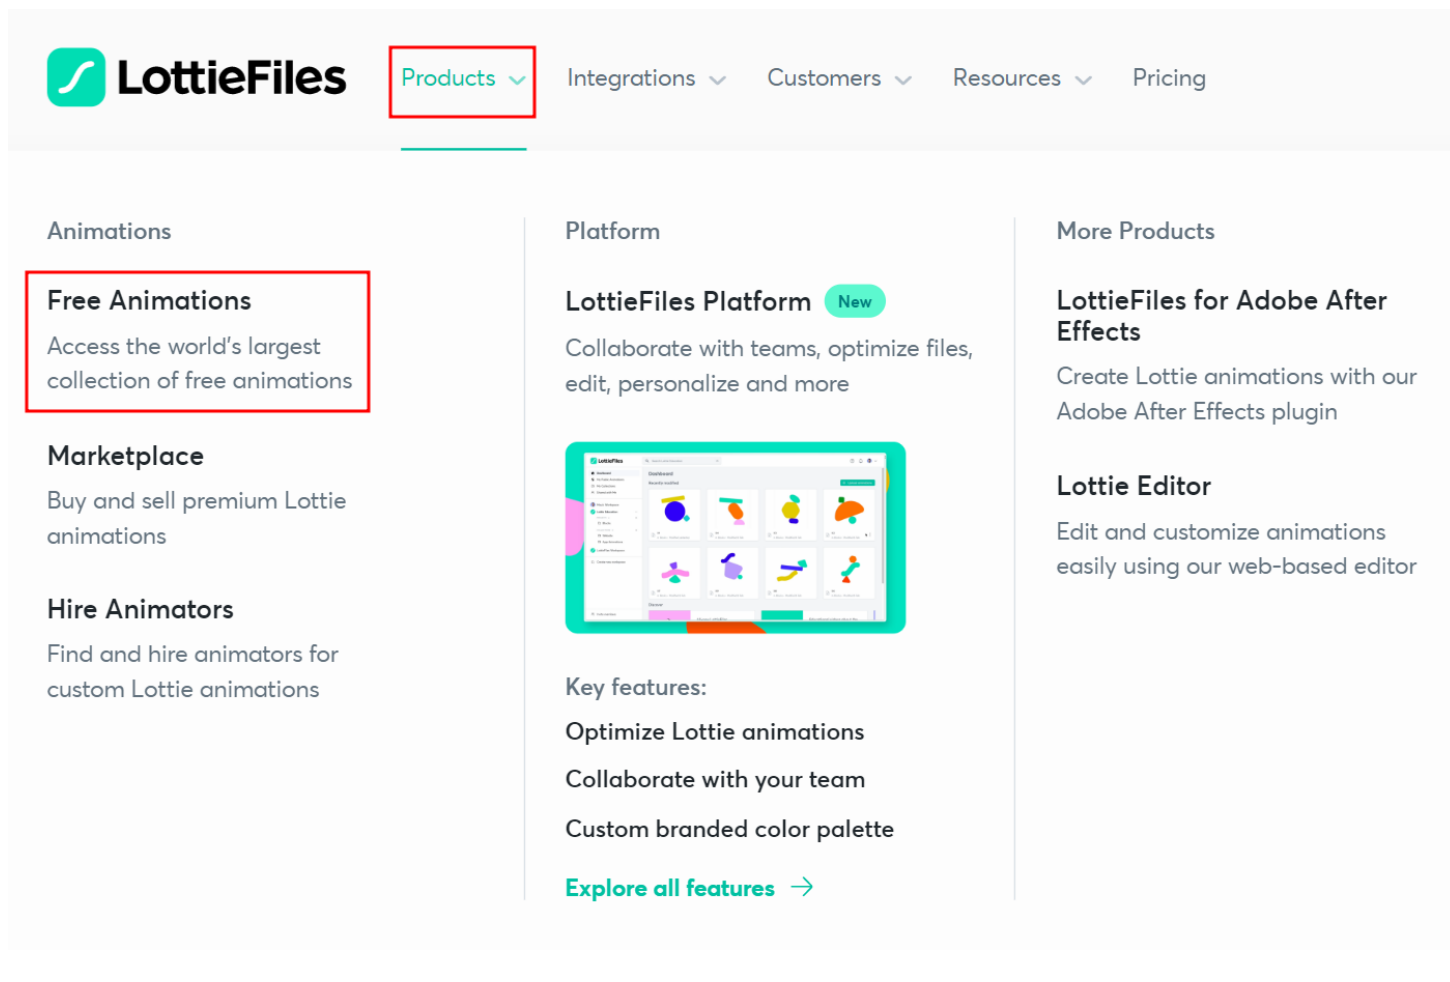 LottieFiles
Products
Integrations
Customers
Resources
Pricing
Animations
Free Animations
Access the world's largest
collection of free animations
Marketplace
Buy and sell premium Lottie
animations
Hire Animators
Find and hire animators for
custom Lottie animations
Platform
LottieFiles Platform New
Collaborate with teams, optimize files,
edit, personalize and more
LottieFiles
Dashboard
Key features:
Optimize Lottie animations
Collaborate with your team
Custom branded color palette
Explore all features
More Products
LottieFiles for Adobe After
Effects
Create Lottie animations with our
Adobe After Effects plugin
Lottie Editor
Edit and customize animations
easily using our web-based editor